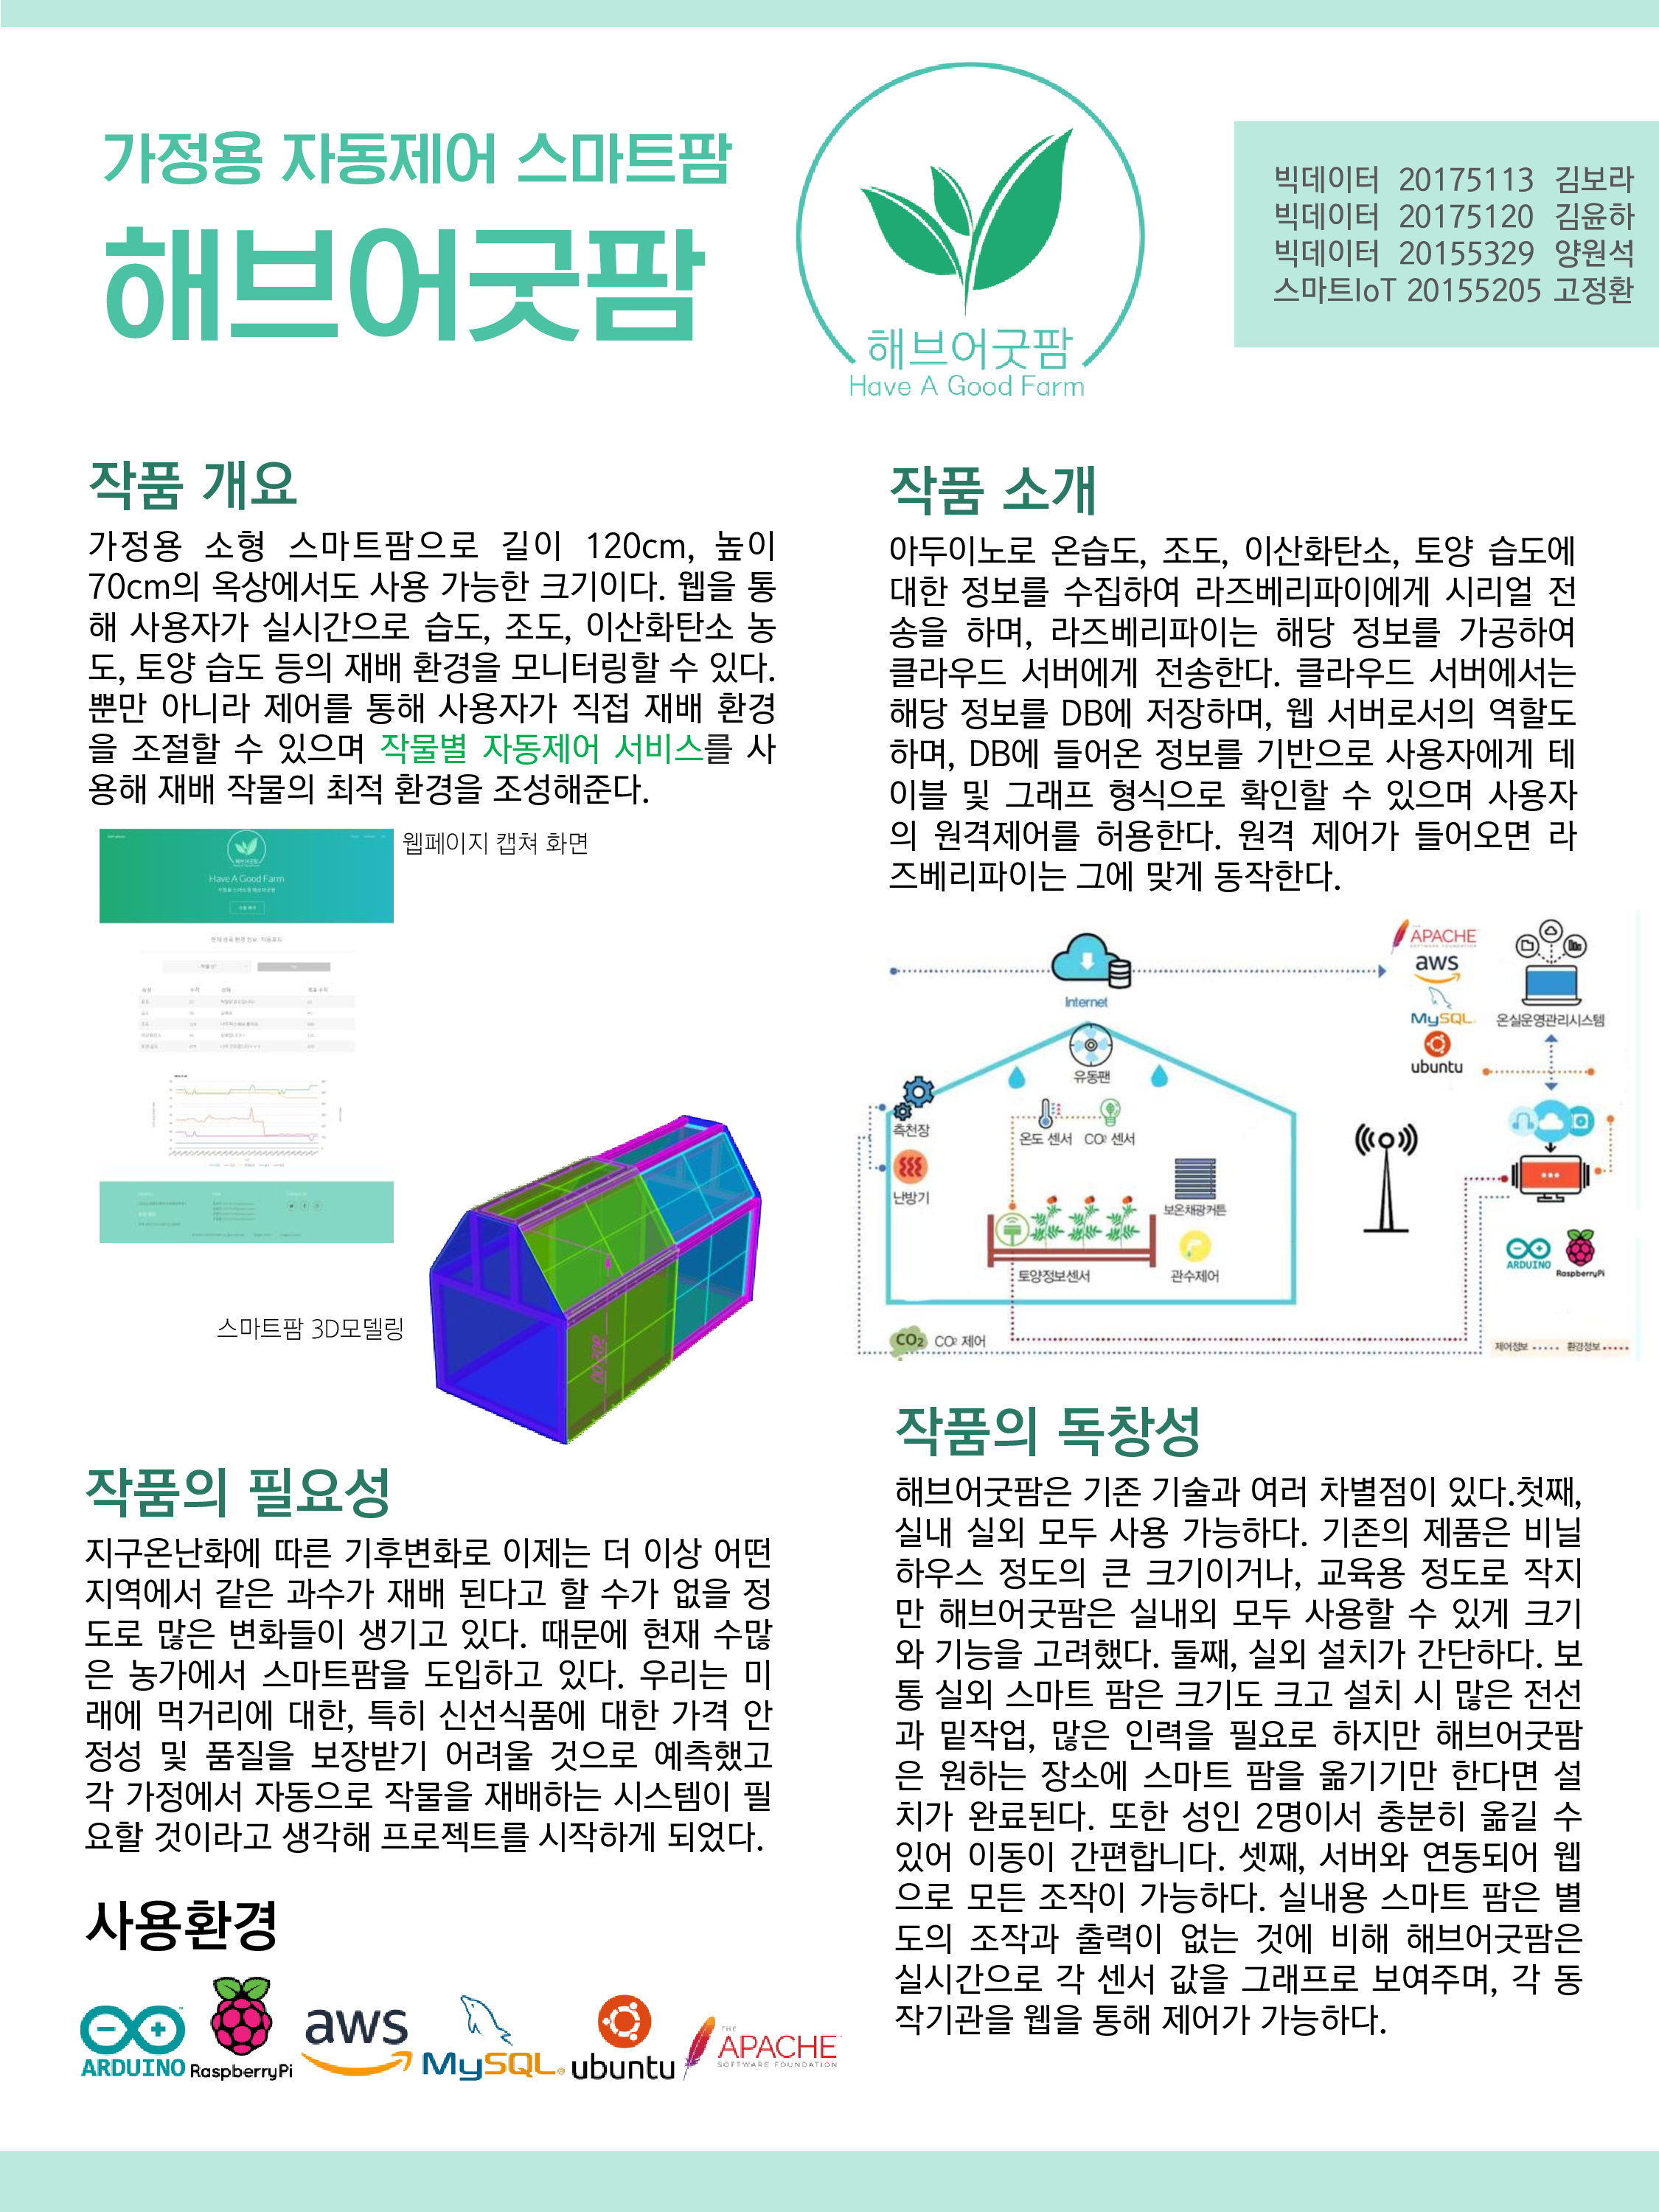 가정용 자동제어 스마트팜
해브어굿팜
해브어굿팜
Have A Good Farm
빅데이터 20175113 김보라
빅데이터 20175120 김윤하
빅데이터 20155329 양원석
스마트IoT 20155205 고정환
작품 개요
가정용 소형 스마트팜으로 길이 120cm, 높이
70cm의 옥상에서도 사용 가능한 크기이다. 웹을 통
해 사용자가 실시간으로 습도, 조도, 이산화탄소 농
도, 토양 습도 등의 재배 환경을 모니터링할 수 있다.
뿐만 아니라 제어를 통해 사용자가 직접 재배 환경
을 조절할 수 있으며 작물별 자동제어 서비스를 사
용해 재배 작물의 최적 환경을 조성해준다.
웹페이지 캡쳐 화면
Have A Good Farm
스마트팜 3D모델링
작품의 필요성
지구온난화에 따른 기후변화로 이제는 더 이상 어떤
지역에서 같은 과수가 재배 된다고 할 수가 없을 정
도로 많은 변화들이 생기고 있다. 때문에 현재 수많
은 농가에서 스마트팜을 도입하고 있다. 우리는 미
래에 먹거리에 대한, 특히 신선식품에 대한 가격 안
정성 및 품질을 보장받기 어려울 것으로 예측했고
각 가정에서 자동으로 작물을 재배하는 시스템이 필
요할 것이라고 생각해 프로젝트를 시작하게 되었다.
사용환경
ARDUINO
RaspberryPi
aws
MySQL
ubuntu
THE
APACHE
SOFTWARE FOUNDATION
작품 소개
아두이노로 온습도, 조도, 이산화탄소, 토양 습도에
대한 정보를 수집하여 라즈베리파이에게 시리얼 전
송을 하며, 라즈베리파이는 해당 정보를 가공하여
클라우드 서버에게 전송한다. 클라우드 서버에서는
해당 정보를 DB에 저장하며, 웹 서버로서의 역할도
하며, DB에 들어온 정보를 기반으로 사용자에게 테
이블 및 그래프 형식으로 확인할 수 있으며 사용자
의 원격제어를 허용한다. 원격 제어가 들어오면 라
즈베리파이는 그에 맞게 동작한다.
Internet
APACHE
aws
MySQL
ubuntu
온실운영관리시스템
유동팬
측천장
온도 센서
CO² 센서
난방기
보온채광커튼
토양정보센서
관수제어
ARDUINO
RaspberryPi
CO₂
CO² 제어
제어정보
환경정보
작품의 독창성
해브어굿팜은 기존 기술과 여러 차별점이 있다.첫째,
실내 실외 모두 사용 가능하다. 기존의 제품은 비닐
하우스 정도의 큰 크기이거나, 교육용 정도로 작지
만 해브어굿팜은 실내외 모두 사용할 수 있게 크기
와 기능을 고려했다. 둘째, 실외 설치가 간단하다. 보
통 실외 스마트 팜은 크기도 크고 설치 시 많은 전선
과 밑작업, 많은 인력을 필요로 하지만 해브어굿팜
은 원하는 장소에 스마트 팜을 옮기기만 한다면 설
치가 완료된다. 또한 성인 2명이서 충분히 옮길 수
있어 이동이 간편합니다. 셋째, 서버와 연동되어 웹
으로 모든 조작이 가능하다. 실내용 스마트 팜은 별
도의 조작과 출력이 없는 것에 비해 해브어굿팜은
실시간으로 각 센서 값을 그래프로 보여주며, 각 동
작기관을 웹을 통해 제어가 가능하다.